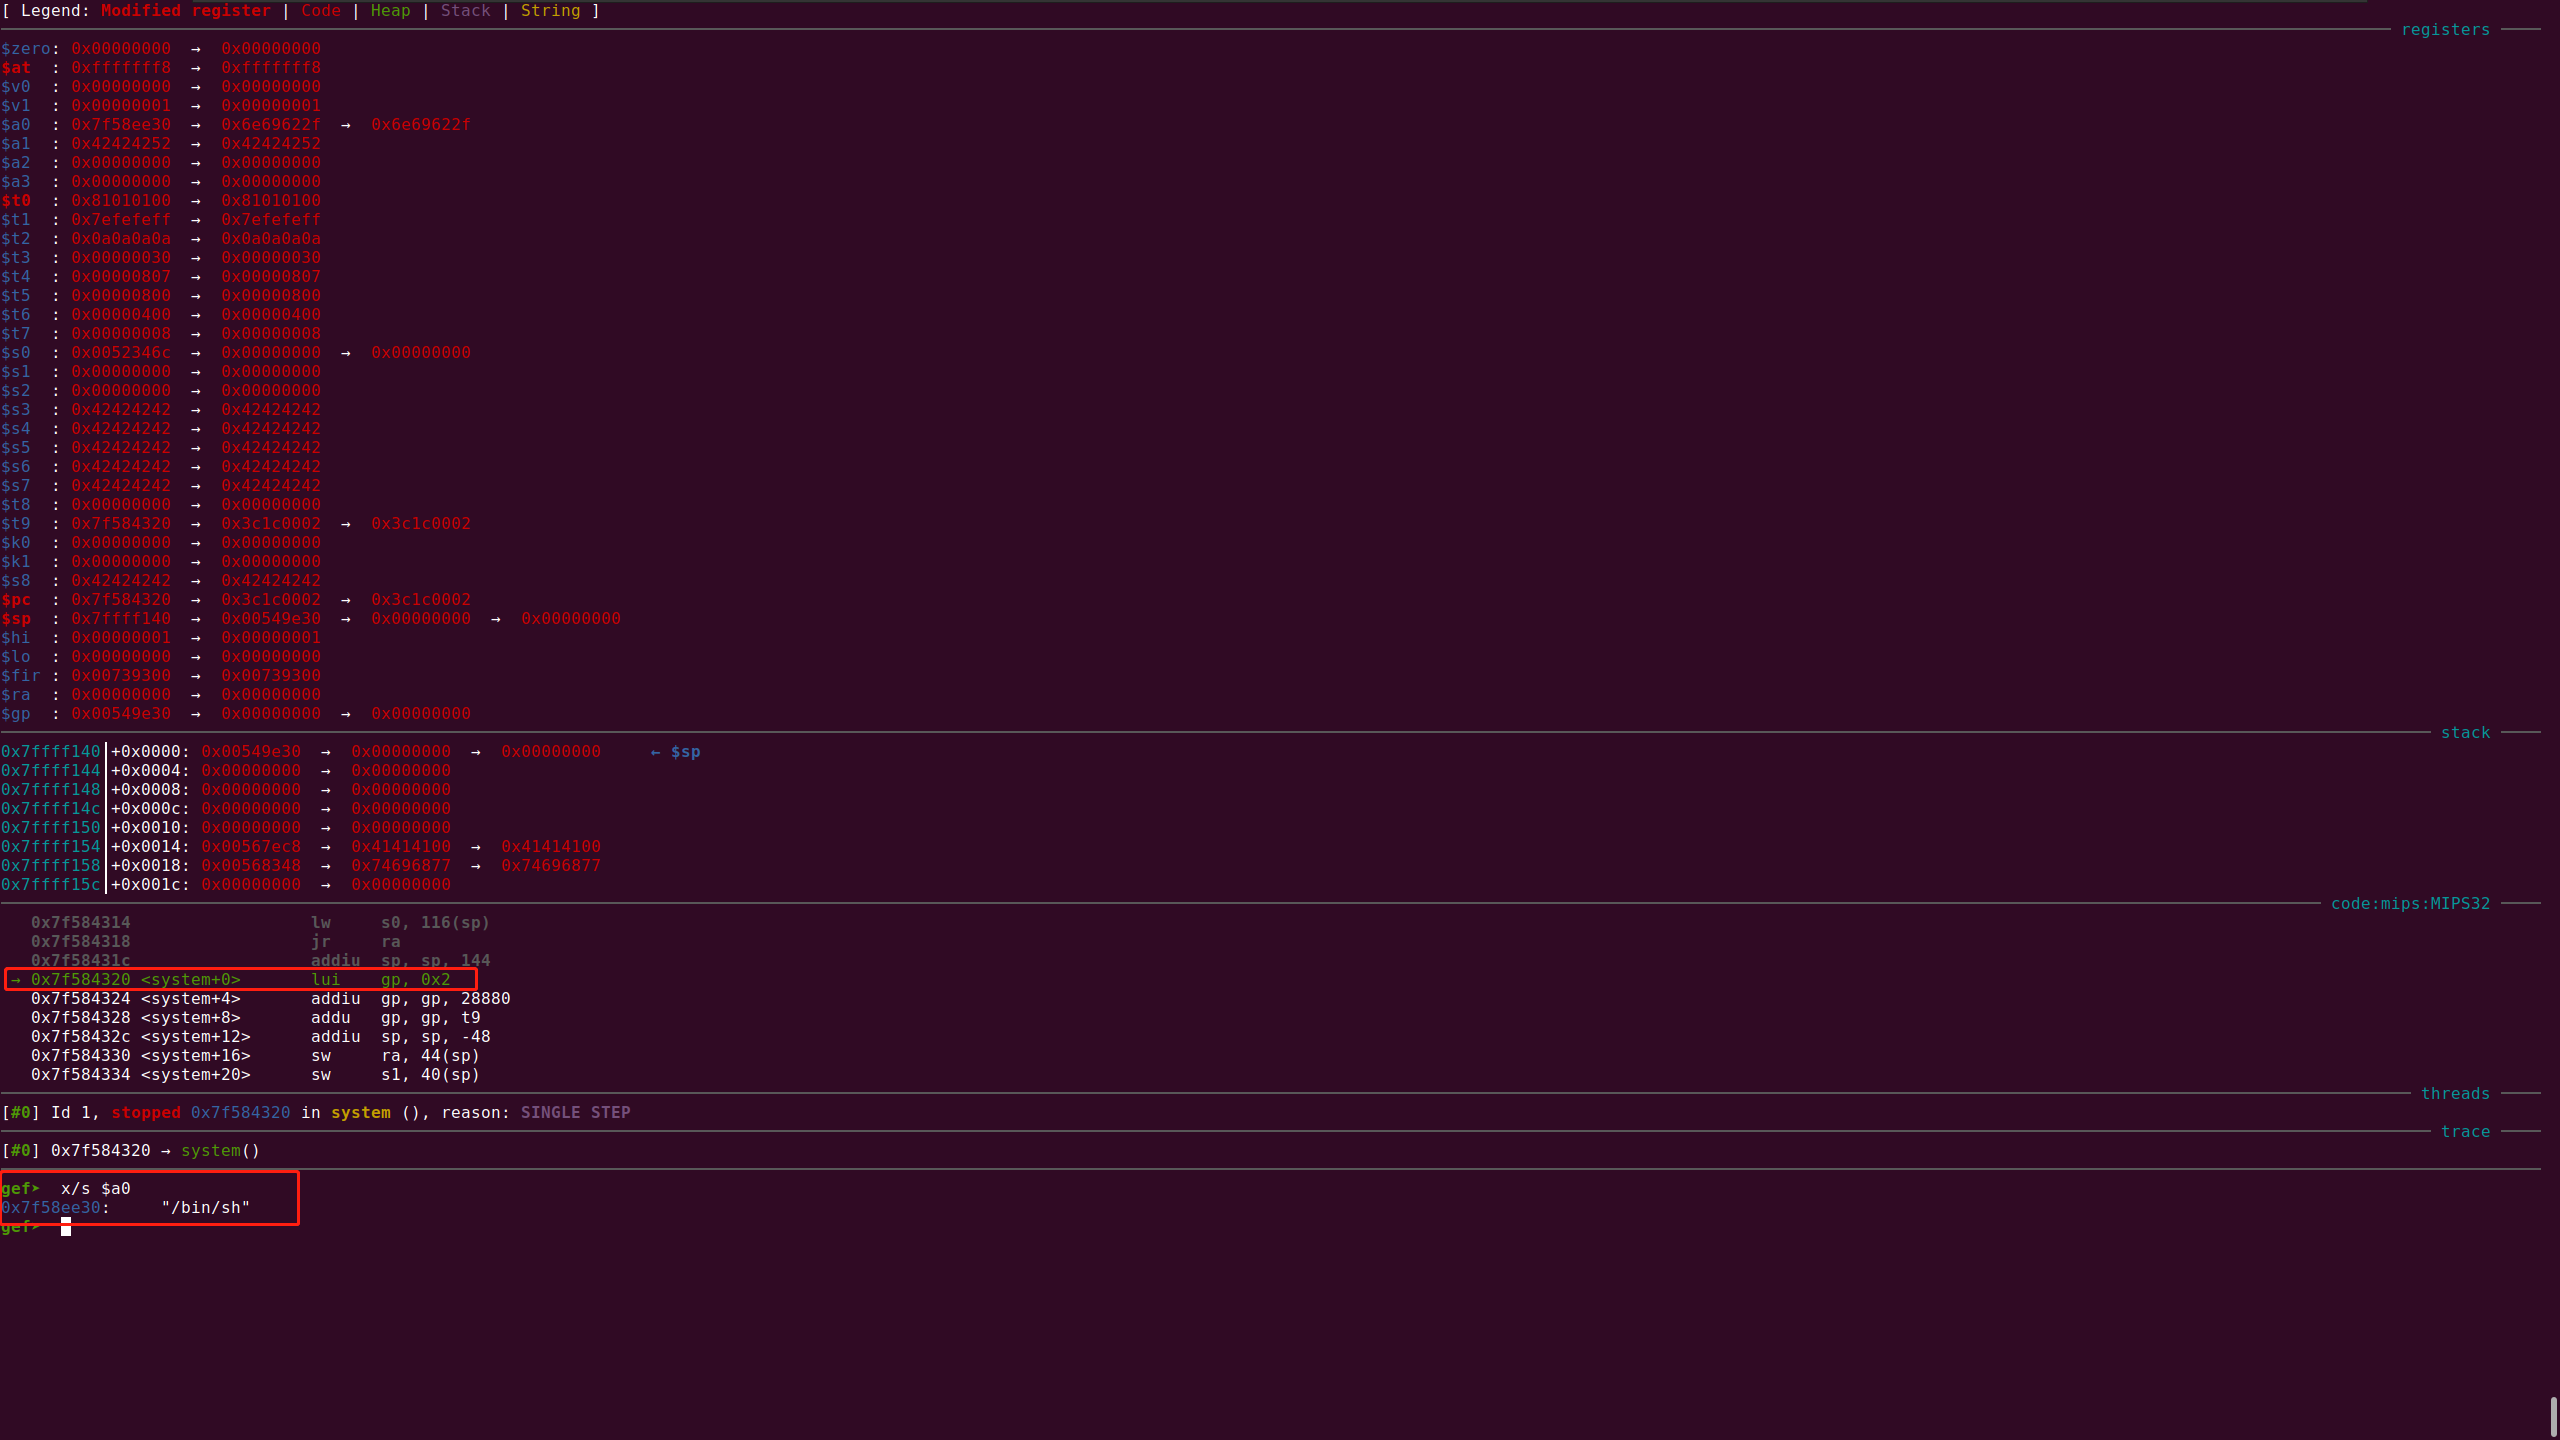 [ Legend: Modified register | Code | Heap | Stack | String ]
registers
$zero: 0x00000000 → 0x00000000
$at : 0xfffffff8 → 0xfffffff8
$v0 : 0x00000000 → 0x00000000
$v1 : 0x00000001 → 0x00000001
$a0 : 0x7f58ee30 → 0x6e69622f → 0x6e69622f
$a1 : 0x42424252 → 0x42424252
$a2 : 0x00000000 → 0x00000000
$a3 : 0x00000000 → 0x00000000
$t0 : 0x81010100 → 0x81010100
$t1 : 0x7efefeff → 0x7efefeff
$t2 : 0x0a0a0a0a → 0x0a0a0a0a
$t3 : 0x00000030 → 0x00000030
$t4 : 0x00000807 → 0x00000807
$t5 : 0x00000800 → 0x00000800
$t6 : 0x00000400 → 0x00000400
$t7 : 0x00000008 → 0x00000008
$s0 : 0x0052346c → 0x00000000 → 0x00000000
$s1 : 0x00000000 → 0x00000000
$s2 : 0x00000000 → 0x00000000
$s3 : 0x42424242 → 0x42424242
$s4 : 0x42424242 → 0x42424242
$s5 : 0x42424242 → 0x42424242
$s6 : 0x42424242 → 0x42424242
$s7 : 0x42424242 → 0x42424242
$t8 : 0x00000000 → 0x00000000
$t9 : 0x7f584320 → 0x3c1c0002 → 0x3c1c0002
$k0 : 0x00000000 → 0x00000000
$k1 : 0x00000000 → 0x00000000
$s8 : 0x42424242 → 0x42424242
$pc : 0x7f584320 → 0x3c1c0002 → 0x3c1c0002
$sp : 0x7ffff140 → 0x00549e30 → 0x00000000 → 0x00000000
$hi : 0x00000001 → 0x00000001
$lo : 0x00000000 → 0x00000000
$fir : 0x00739300 → 0x00739300
$ra : 0x00000000 → 0x00000000
$gp : 0x00549e30 → 0x00000000 → 0x00000000
stack
0x7ffff140│+0x0000: 0x00549e30 → 0x00000000 → 0x00000000 ← $sp
0x7ffff144│+0x0004: 0x00000000 → 0x00000000
0x7ffff148│+0x0008: 0x00000000 → 0x00000000
0x7ffff14c│+0x000c: 0x00000000 → 0x00000000
0x7ffff150│+0x0010: 0x00000000 → 0x00000000
0x7ffff154│+0x0014: 0x00567ec8 → 0x41414100 → 0x41414100
0x7ffff158│+0x0018: 0x00568348 → 0x74696877 → 0x74696877
0x7ffff15c│+0x001c: 0x00000000 → 0x00000000
code:mips:MIPS32
0x7f584314 lw s0, 116(sp)
0x7f584318 jr ra
0x7f58431c addiu sp, sp, 144
→ 0x7f584320 <system+0> lui gp, 0x2
0x7f584324 <system+4> addiu gp, gp, 28880
0x7f584328 <system+8> addu gp, gp, t9
0x7f58432c <system+12> addiu sp, sp, -48
0x7f584330 <system+16> sw ra, 44(sp)
0x7f584334 <system+20> sw s1, 40(sp)
threads
[#0] Id 1, stopped 0x7f584320 in system (), reason: SINGLE STEP
trace
[#0] 0x7f584320 → system()
gef➤ x/s $a0
0x7f58ee30: "/bin/sh"
gef➤